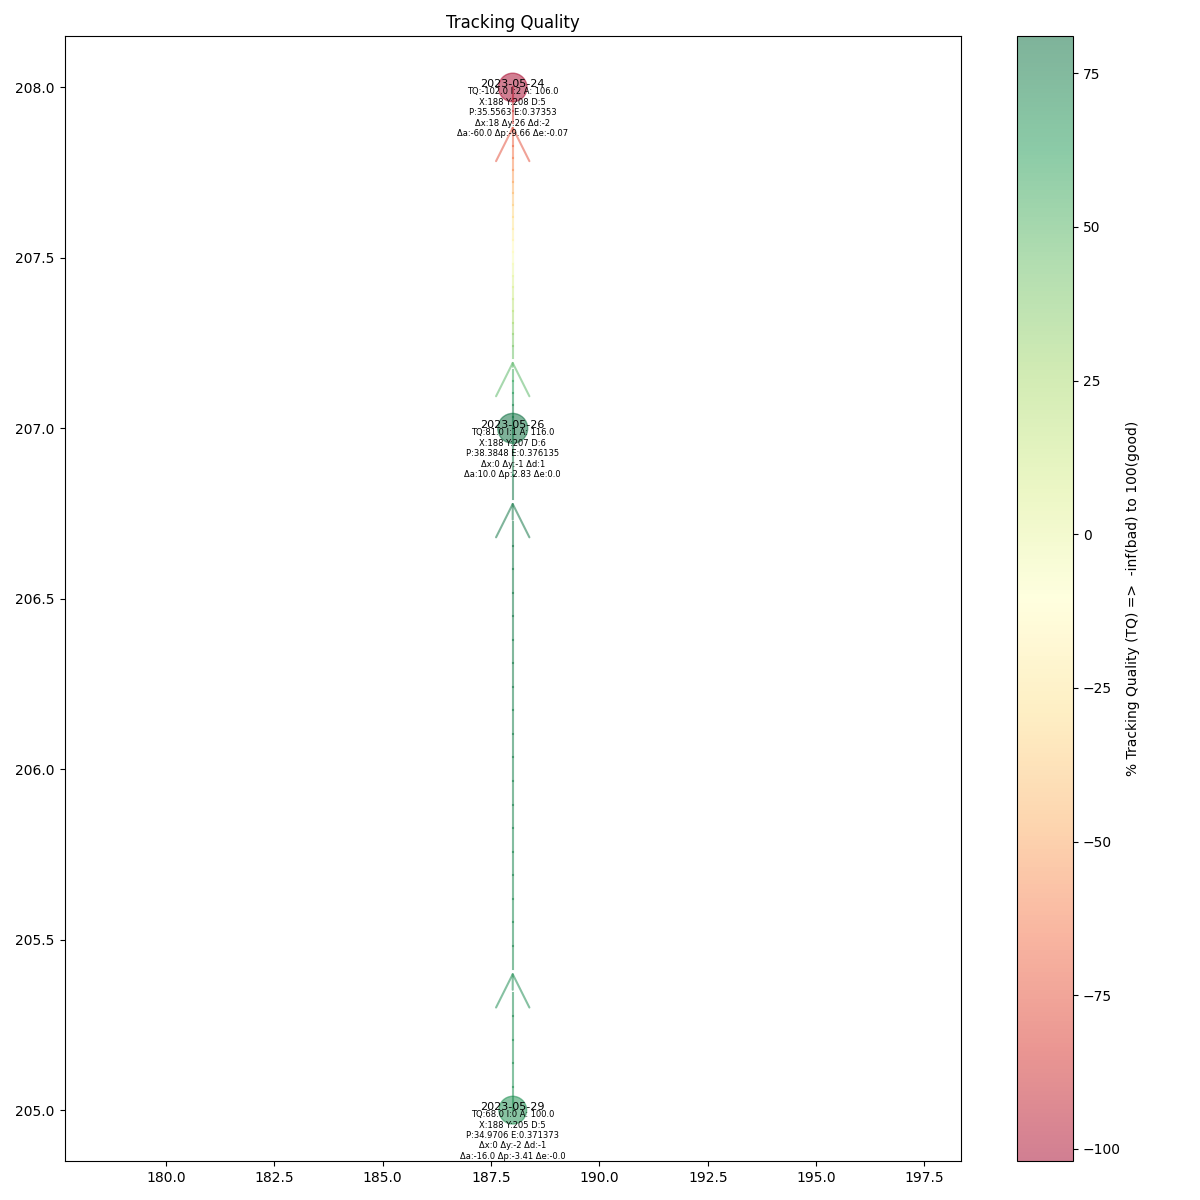 Tracking Quality
208.0
207.5
207.0
206.5
206.0
205.5
205.0
2023-05-24
TQ:-102.0 I:2 A: 106.0
X:188 Y:208 D:5
P:35.5563 E:0.37353
Δx:18 Δy:26 Δd:-2
Δa:-60.0 Δp:-9.66 Δe:-0.07
2023-05-26
TQ:81.0 I:1 A: 116.0
X:188 Y:207 D:6
P:38.3848 E:0.376135
Δx:0 Δy:-1 Δd:1
Δa:10.0 Δp:2.83 Δe:0.0
2023-05-29
TQ:68.0 I:0 A: 100.0
X:188 Y:205 D:5
P:34.9706 E:0.371373
Δx:0 Δy:-2 Δd:-1
Δa:-16.0 Δp:-3.41 Δe:-0.0
180.0 182.5 185.0 187.5 190.0 192.5 195.0 197.5
75
50
25
0
−25
−50
−75
−100
% Tracking Quality (TQ) => -inf(bad) to 100(good)